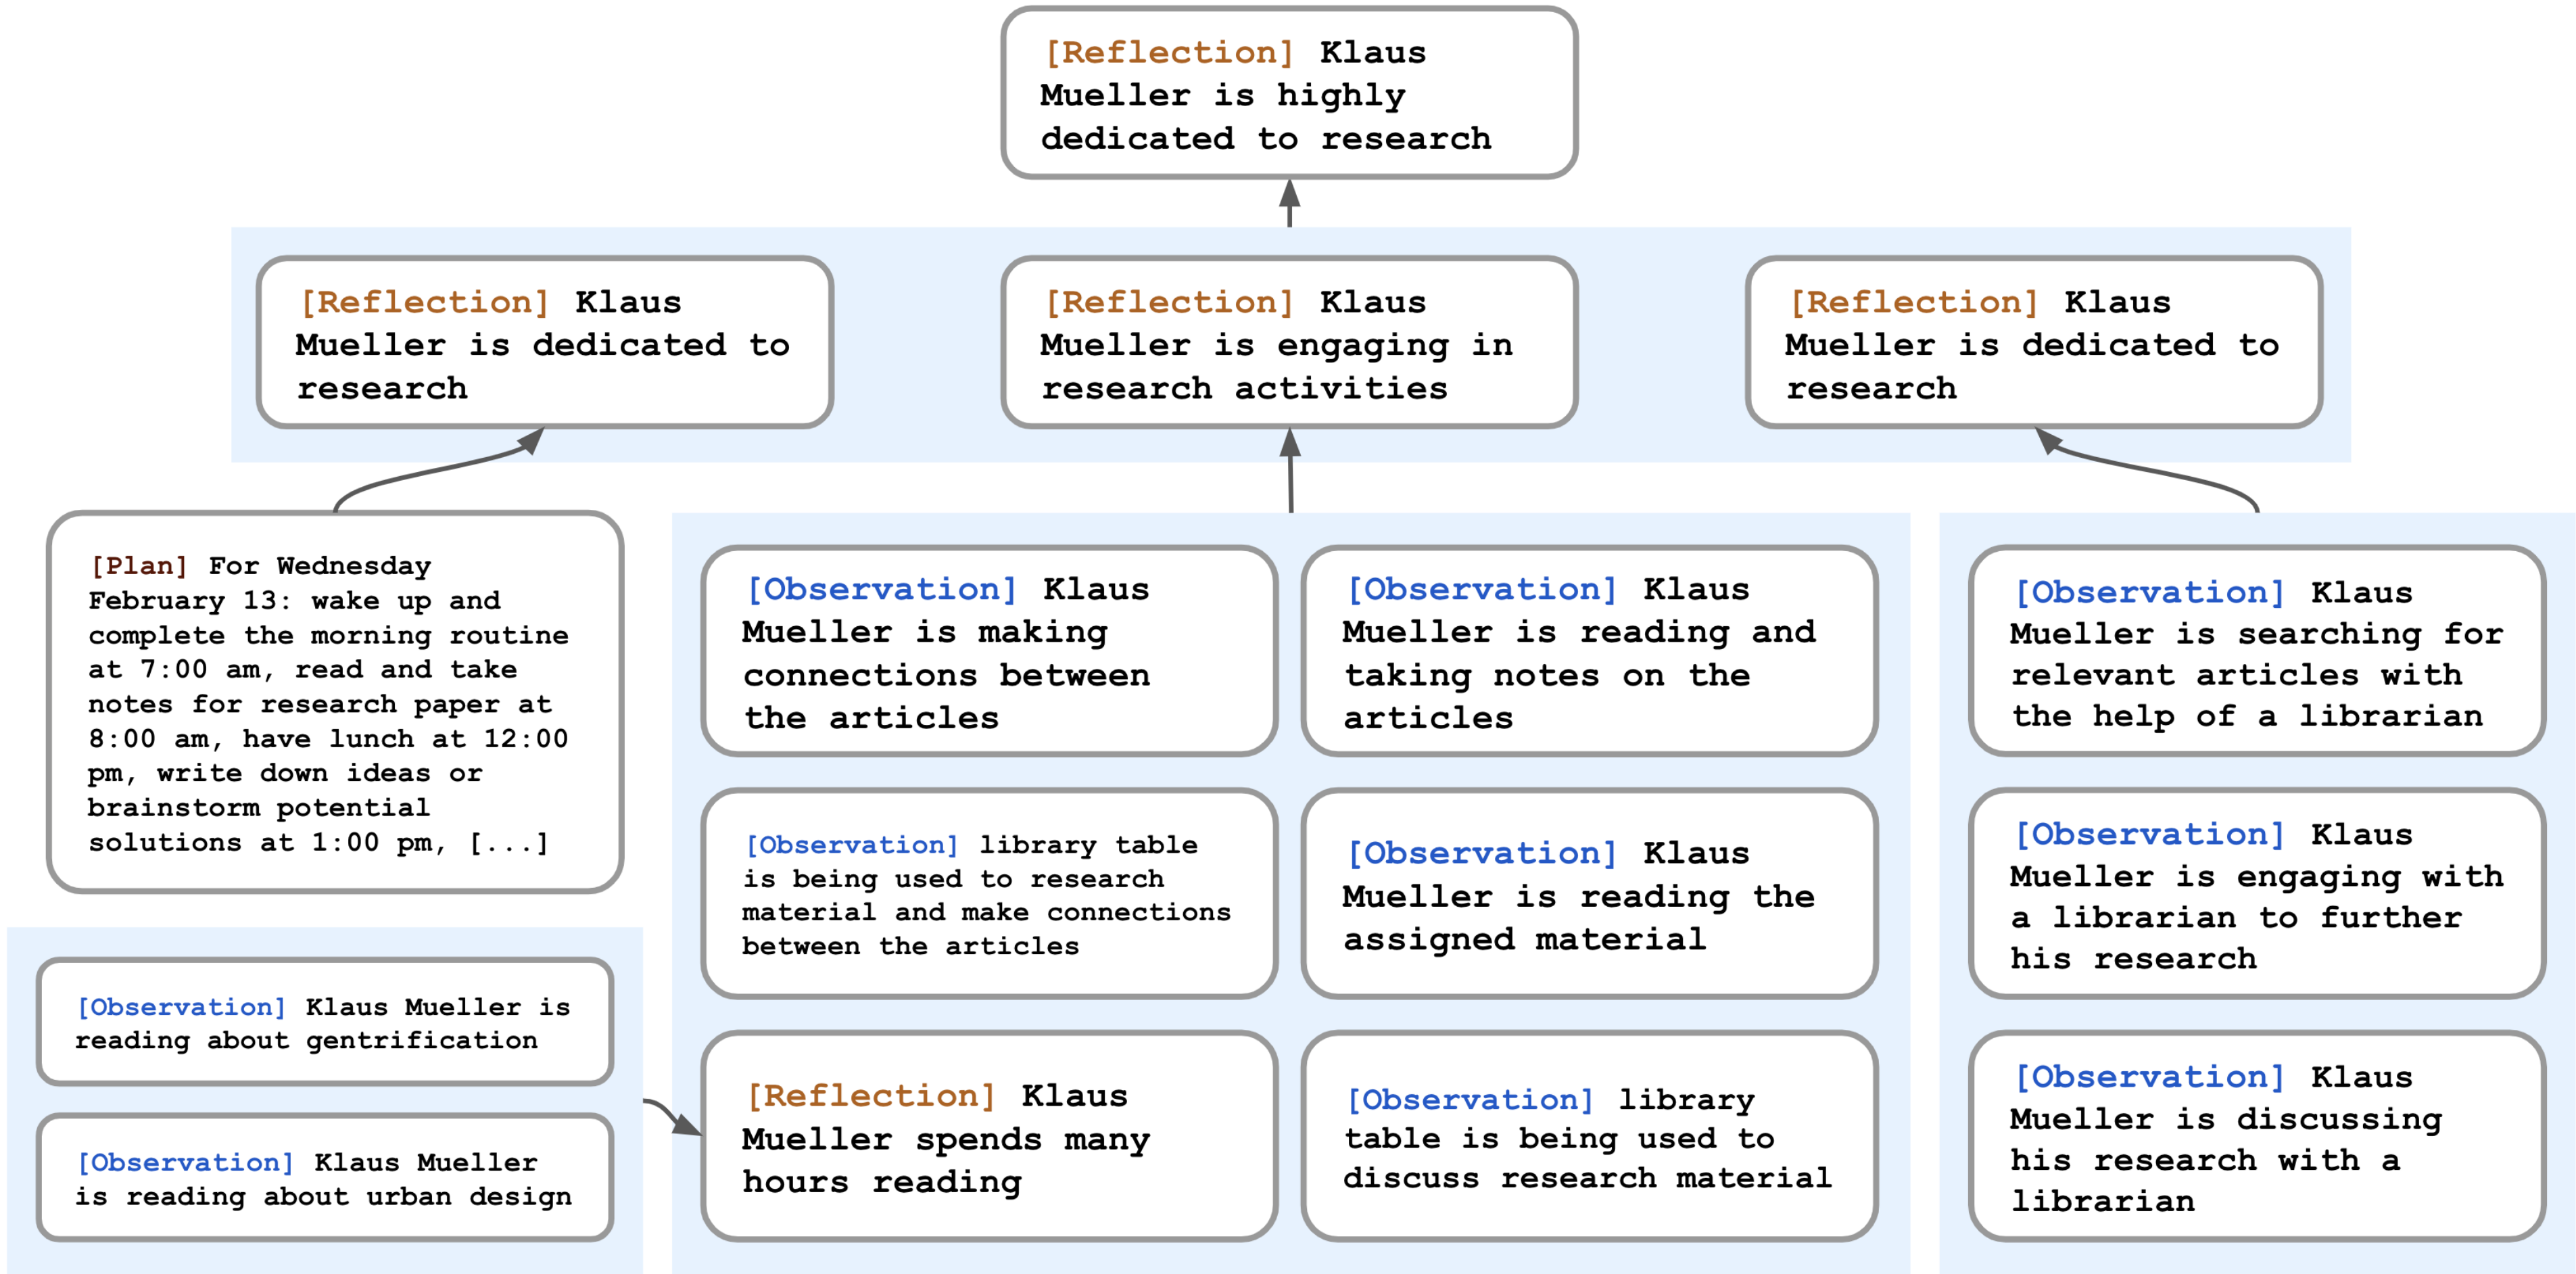 [Reflection] Klaus
Mueller is highly
dedicated to research
[Reflection] Klaus
Mueller is dedicated to
research
[Reflection] Klaus
Mueller is engaging in
research activities
[Reflection] Klaus
Mueller is dedicated to
research
[Plan] For Wednesday
February 13: wake up and
complete the morning routine
at 7:00 am, read and take
notes for research paper at
8:00 am, have lunch at 12:00
pm, write down ideas or
brainstorm potential
solutions at 1:00 pm, [...]
[Observation] Klaus Mueller is
reading about gentrification
[Observation] Klaus Mueller
is reading about urban design
[Observation] Klaus
Mueller is making
connections between
the articles
[Observation] Klaus
Mueller is reading and
taking notes on the
articles
[Observation] library table
is being used to research
material and make connections
between the articles
[Observation] Klaus
Mueller is reading the
assigned material
[Reflection] Klaus
Mueller spends many
hours reading
[Observation] library
table is being used to
discuss research material
[Observation] Klaus
Mueller is searching for
relevant articles with
the help of a librarian
[Observation] Klaus
Mueller is engaging with
a librarian to further
his research
[Observation] Klaus
Mueller is discussing
his research with a
librarian